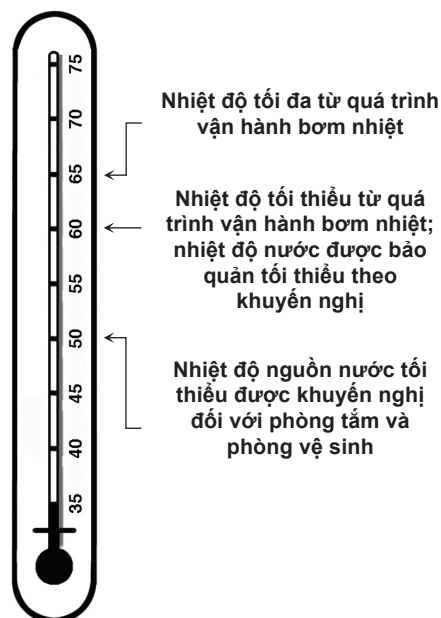 75
Nhiệt độ tối đa từ quá trình
vận hành bơm nhiệt
70
65
Nhiệt độ tối thiểu từ quá
trình vận hành bơm nhiệt;
nhiệt độ nước được bảo
quản tối thiểu theo
khuyến nghị
60
55
50
Nhiệt độ nguồn nước tối
thiểu được khuyến nghị
đối với phòng tắm và
phòng vệ sinh
45
40
35